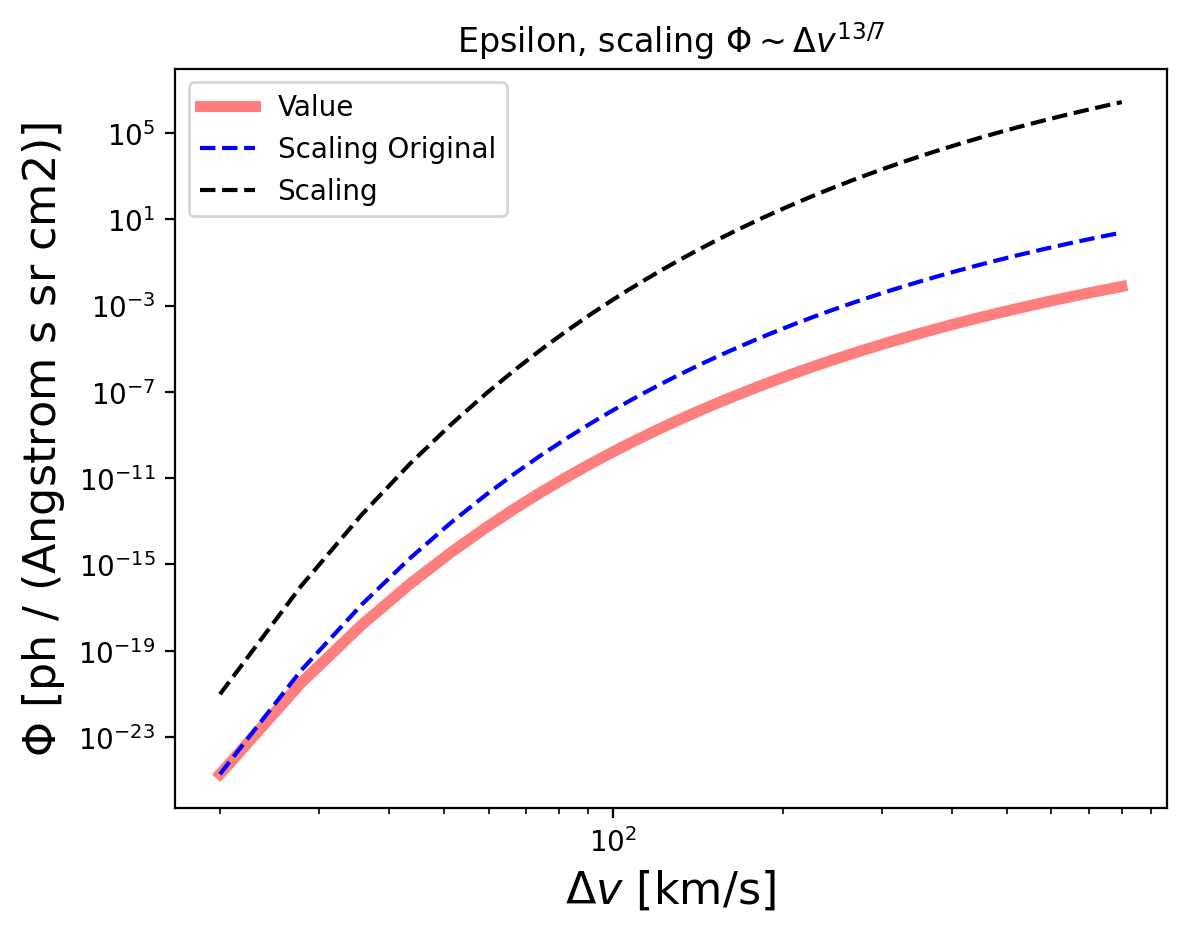 Epsilon, scaling Φ ~ Δv^13/7
Value
Scaling Original
Scaling
10^5
10^1
10^−3
10^−7
10^−11
10^−15
10^−19
10^−23
Φ [ph / (Angstrom s sr cm2)]
10^2
Δv [km/s]